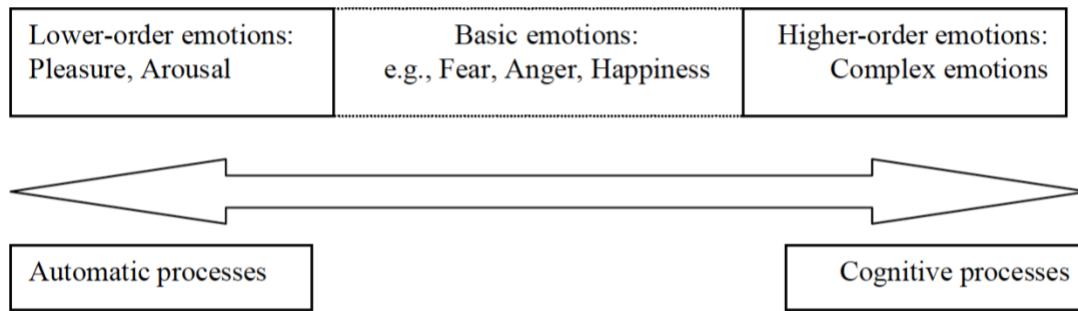 Lower-order emotions:
Pleasure, Arousal
Basic emotions:
e.g., Fear, Anger, Happiness
Higher-order emotions:
Complex emotions
Automatic processes
Cognitive processes